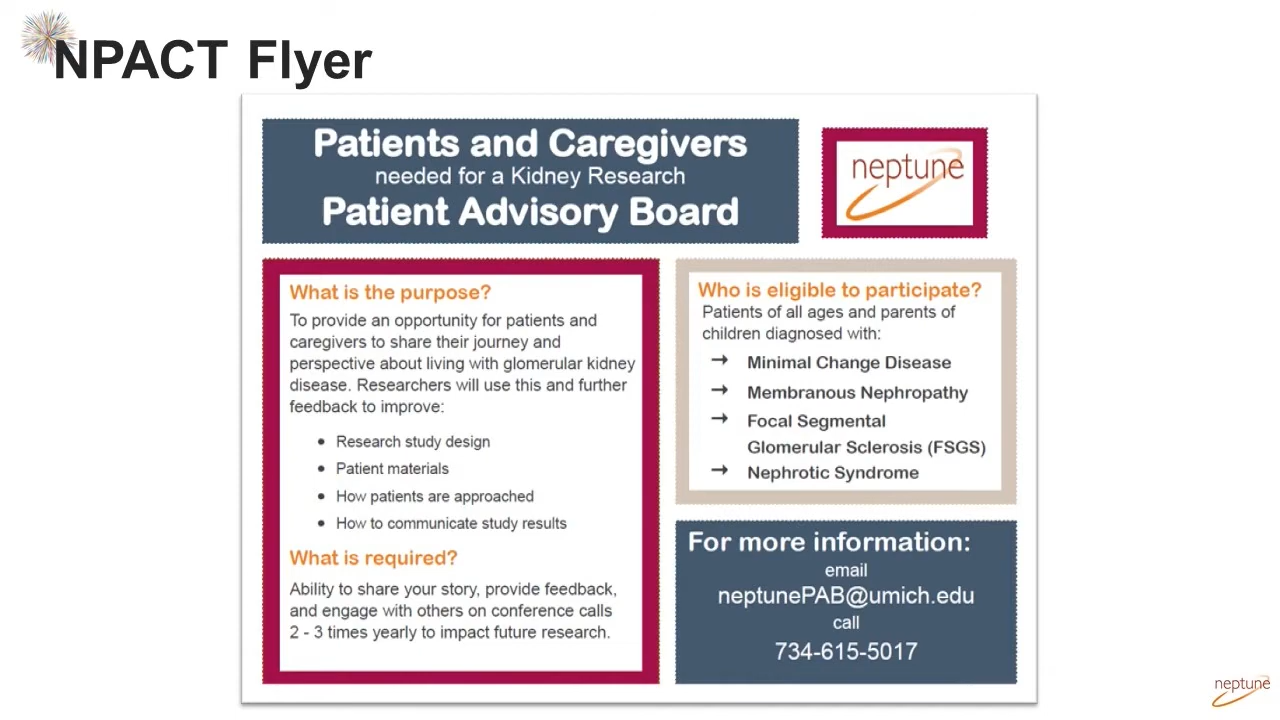 NPACT Flyer
Patients and Caregivers
needed for a Kidney Research
Patient Advisory Board
neptune
What is the purpose?
To provide an opportunity for patients and
caregivers to share their journey and
perspective about living with glomerular kidney
disease. Researchers will use this and further
feedback to improve:
• Research study design
• Patient materials
• How patients are approached
• How to communicate study results
What is required?
Ability to share your story, provide feedback,
and engage with others on conference calls
2 - 3 times yearly to impact future research.
Who is eligible to participate?
Patients of all ages and parents of
children diagnosed with:
→ Minimal Change Disease
→ Membranous Nephropathy
→ Focal Segmental
Glomerular Sclerosis (FSGS)
→ Nephrotic Syndrome
For more information:
email
neptunePAB@umich.edu
call
734-615-5017
neptune